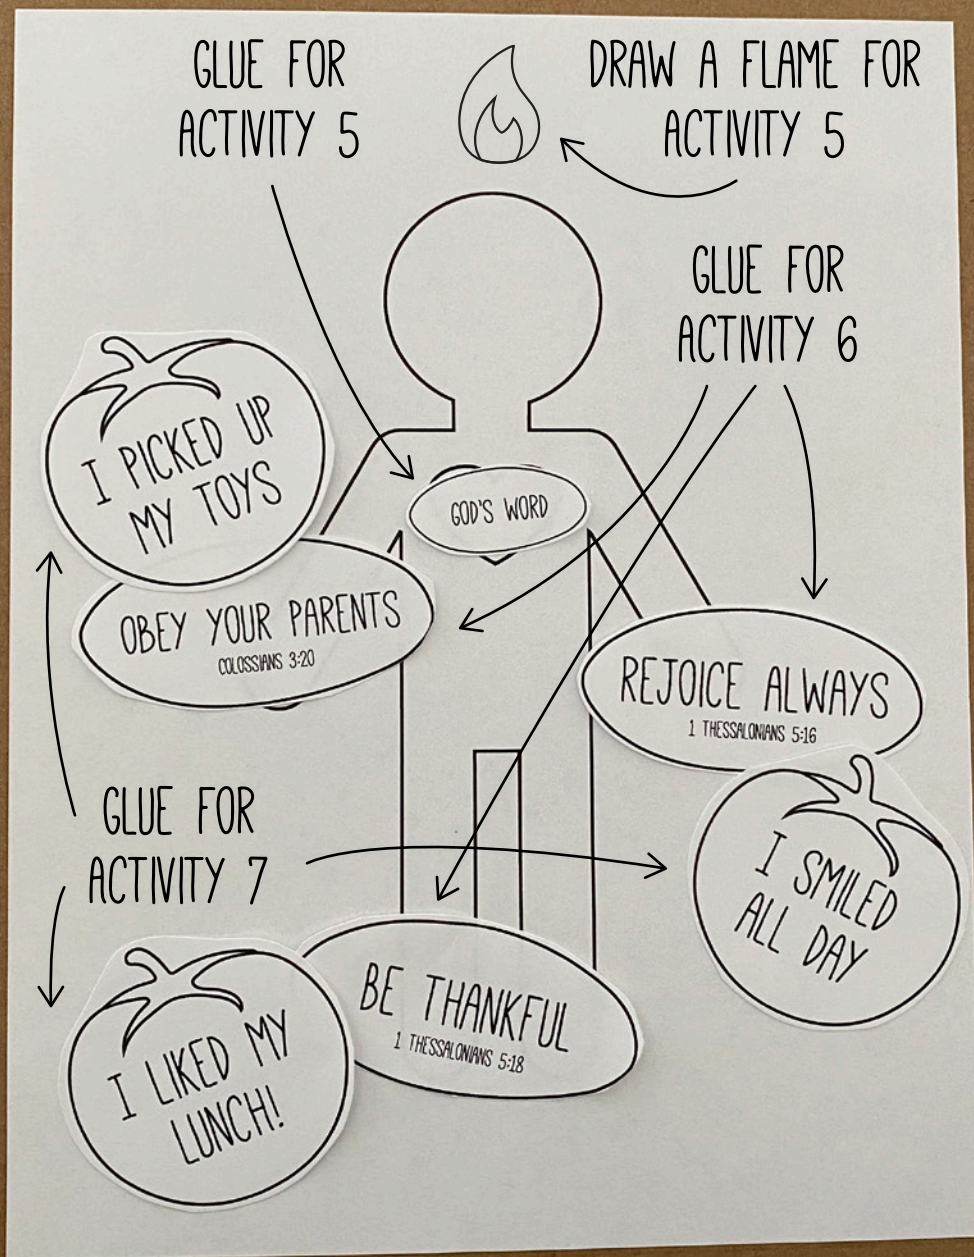 GLUE FOR
ACTIVITY 5
DRAW A FLAME FOR
ACTIVITY 5
GLUE FOR
ACTIVITY 6
I PICKED UP
MY TOYS
GOD'S WORD
OBEY YOUR PARENTS
COLOSSIANS 3:20
REJOICE ALWAYS
1 THESSALONIANS 5:16
GLUE FOR
ACTIVITY 7
I SMILED
ALL DAY
BE THANKFUL
1 THESSALONIANS 5:18
I LIKED MY
LUNCH!